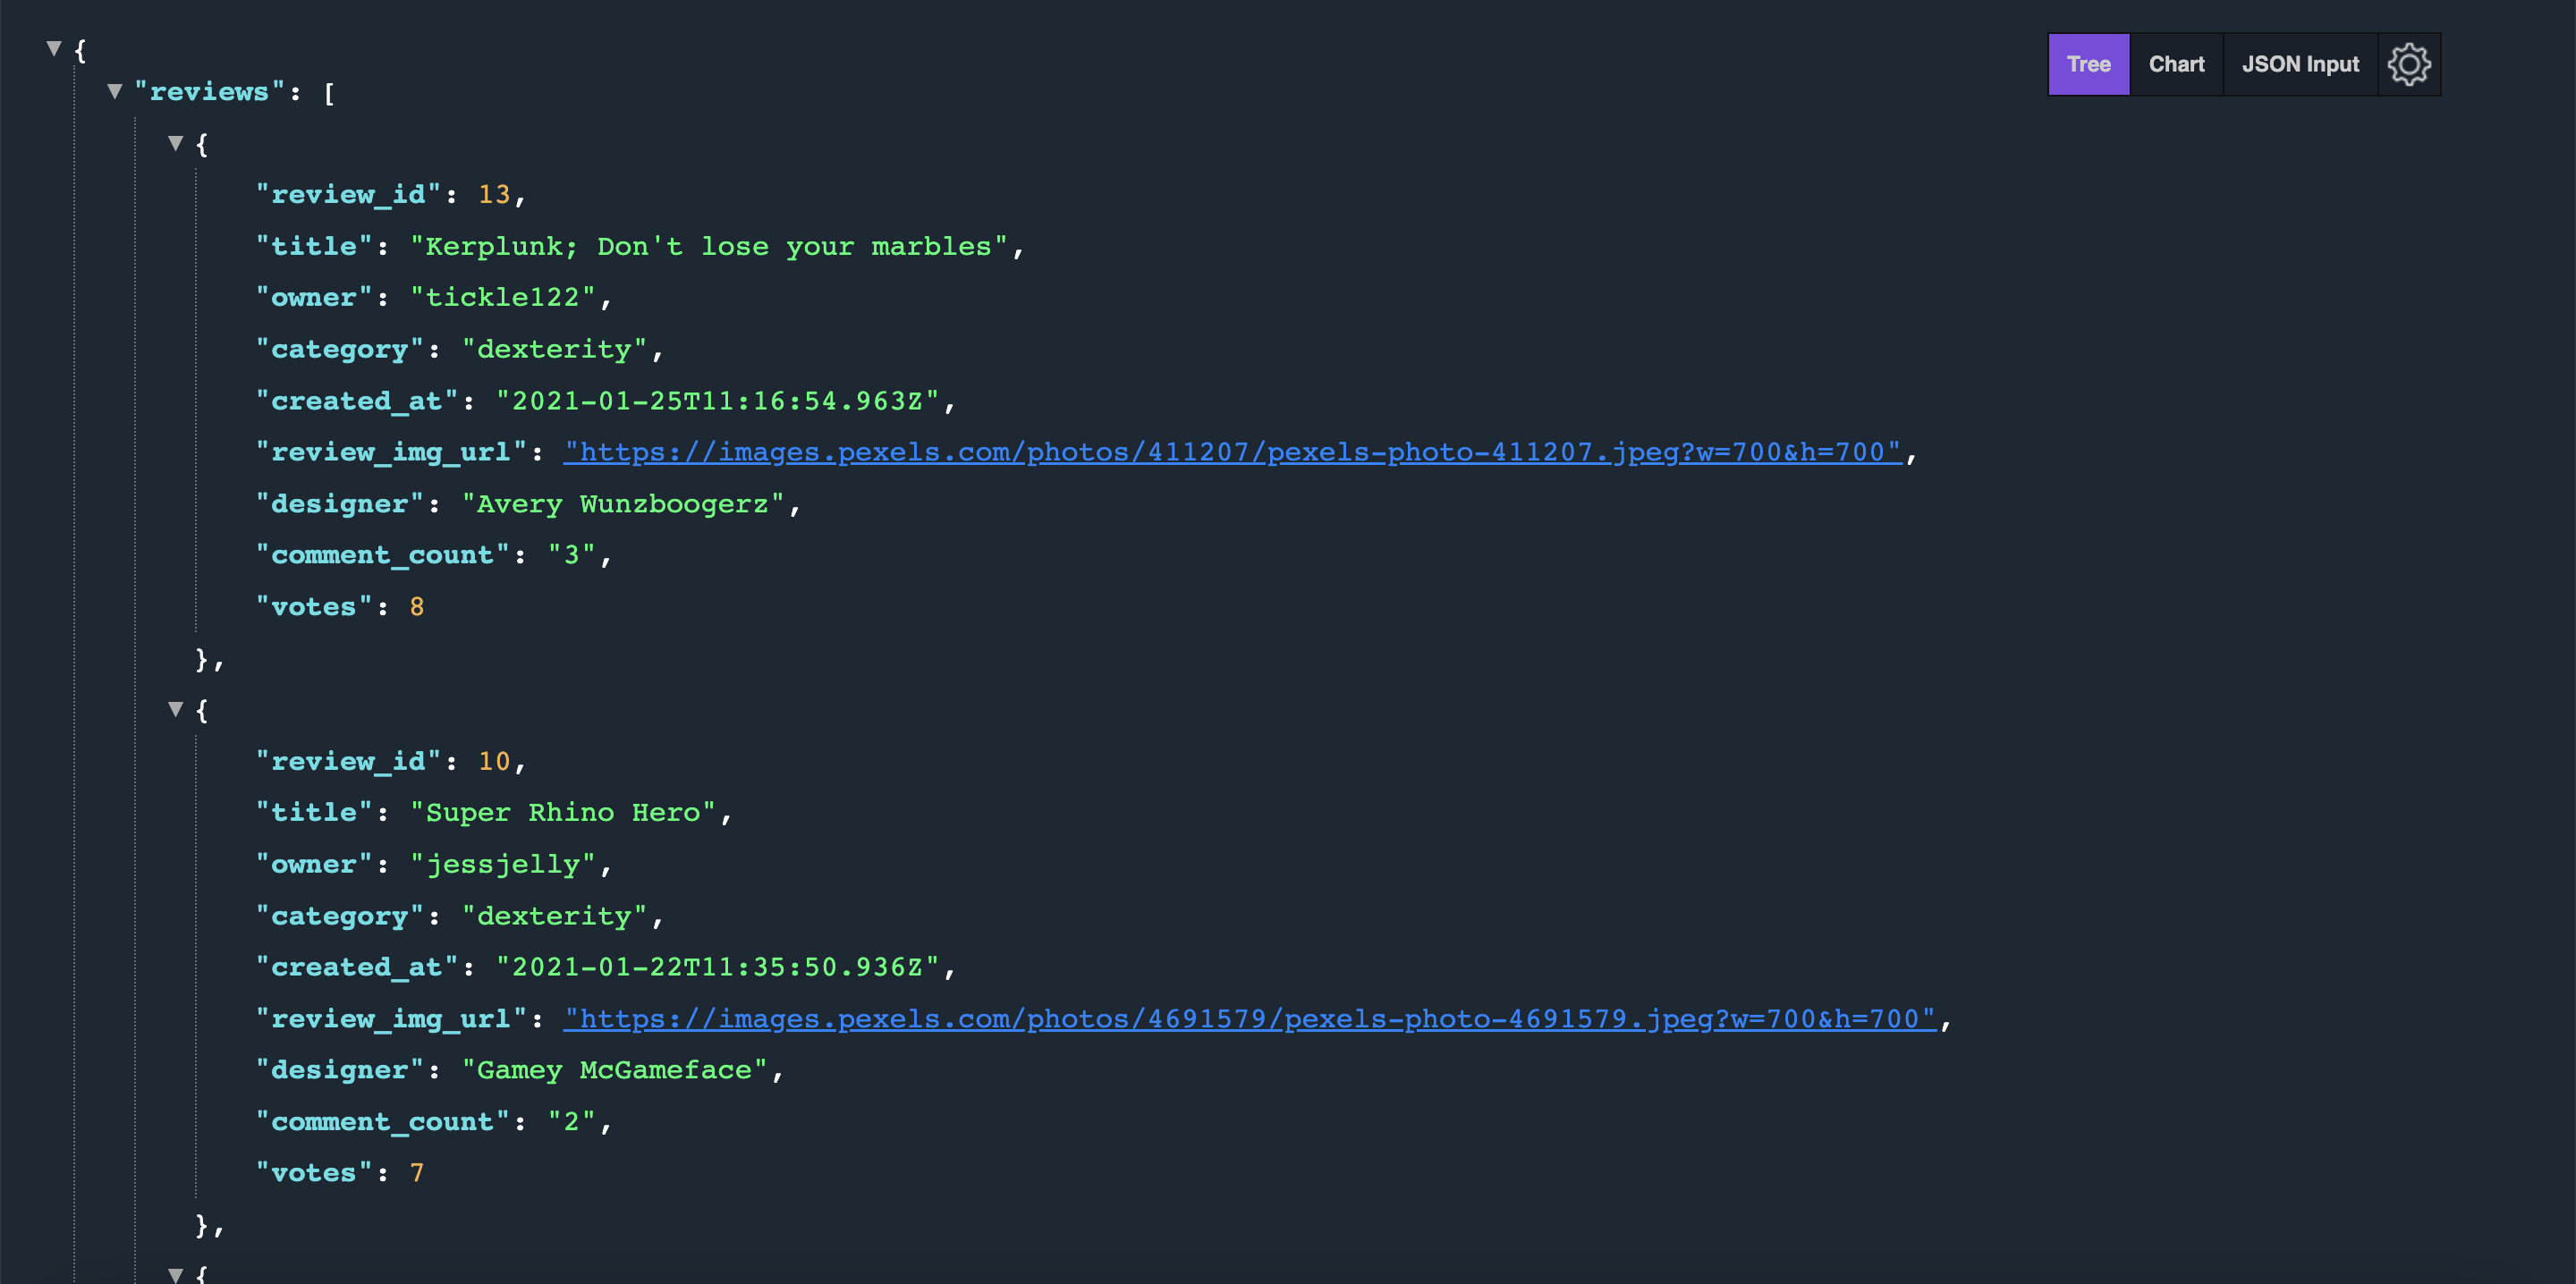 {
Tree Chart JSON Input
"reviews": [
{
"review_id": 13,
"title": "Kerplunk; Don't lose your marbles",
"owner": "tickle122",
"category": "dexterity",
"created_at": "2021-01-25T11:16:54.963Z",
"review_img_url": "https://images.pexels.com/photos/411207/pexels-photo-411207.jpeg?w=700&h=700",
"designer": "Avery Wunzboogerz",
"comment_count": "3",
"votes": 8
},
{
"review_id": 10,
"title": "Super Rhino Hero",
"owner": "jessjelly",
"category": "dexterity",
"created_at": "2021-01-22T11:35:50.936Z",
"review_img_url": "https://images.pexels.com/photos/4691579/pexels-photo-4691579.jpeg?w=700&h=700",
"designer": "Gamey McGameface",
"comment_count": "2",
"votes": 7
},
{